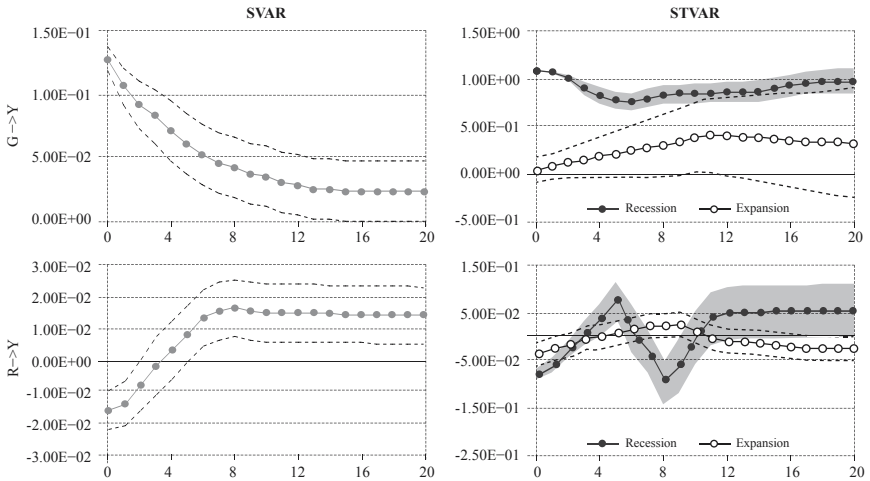 SVAR
STVAR
G −>Y
1.50E−01
1.00E−01
5.00E−02
0.00E+00
0 4 8 12 16 20
1.50E+00
1.00E+00
5.00E−01
0.00E+00
-5.00E−01
Recession Expansion
0 4 8 12 16 20
R−>Y
3.00E−02
2.00E−02
1.00E−02
0.00E+00
-1.00E−02
-2.00E−02
-3.00E−02
0 4 8 12 16 20
1.50E−01
5.00E−02
-5.00E−02
-1.50E−01
-2.50E−01
Recession Expansion
0 4 8 12 16 20